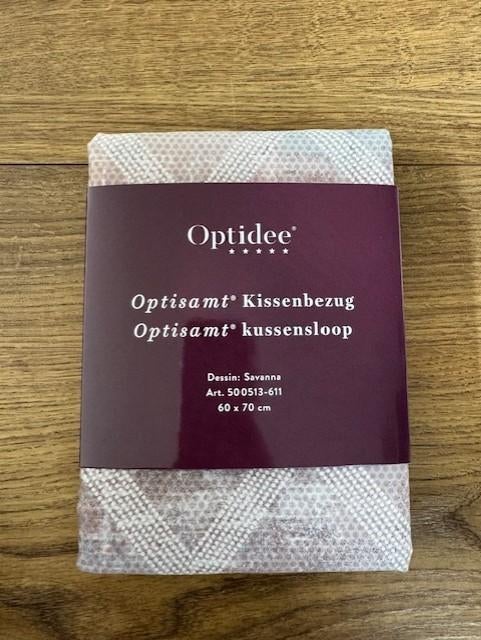 Optidee®
★★★★★
Optisamt® Kissenbezug
Optisamt® kussensloop
Dessin: Savanna
Art. 500513-611
60 x 70 cm